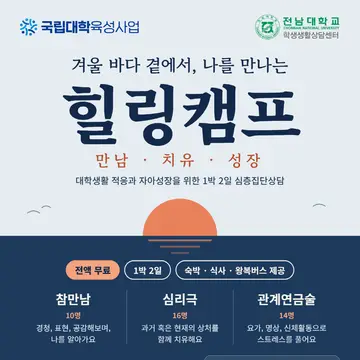 국립대학육성사업
전남대학교
CHONNAM NATIONAL UNIVERSITY
학생생활상담센터
겨울 바다 곁에서, 나를 만나는
힐링캠프
만남 · 치유 · 성장
대학생활 적응과 자아성장을 위한 1박 2일 심층집단상담
전액 무료
1박 2일
숙박 · 식사 · 왕복버스 제공
참만남
10명
경청, 표현, 공감해보며,
나를 알아가요
심리극
16명
과거 혹은 현재의 상처를
함께 치유해요
관계연금술
14명
요가, 명상, 신체활동으로
스트레스를 풀어요